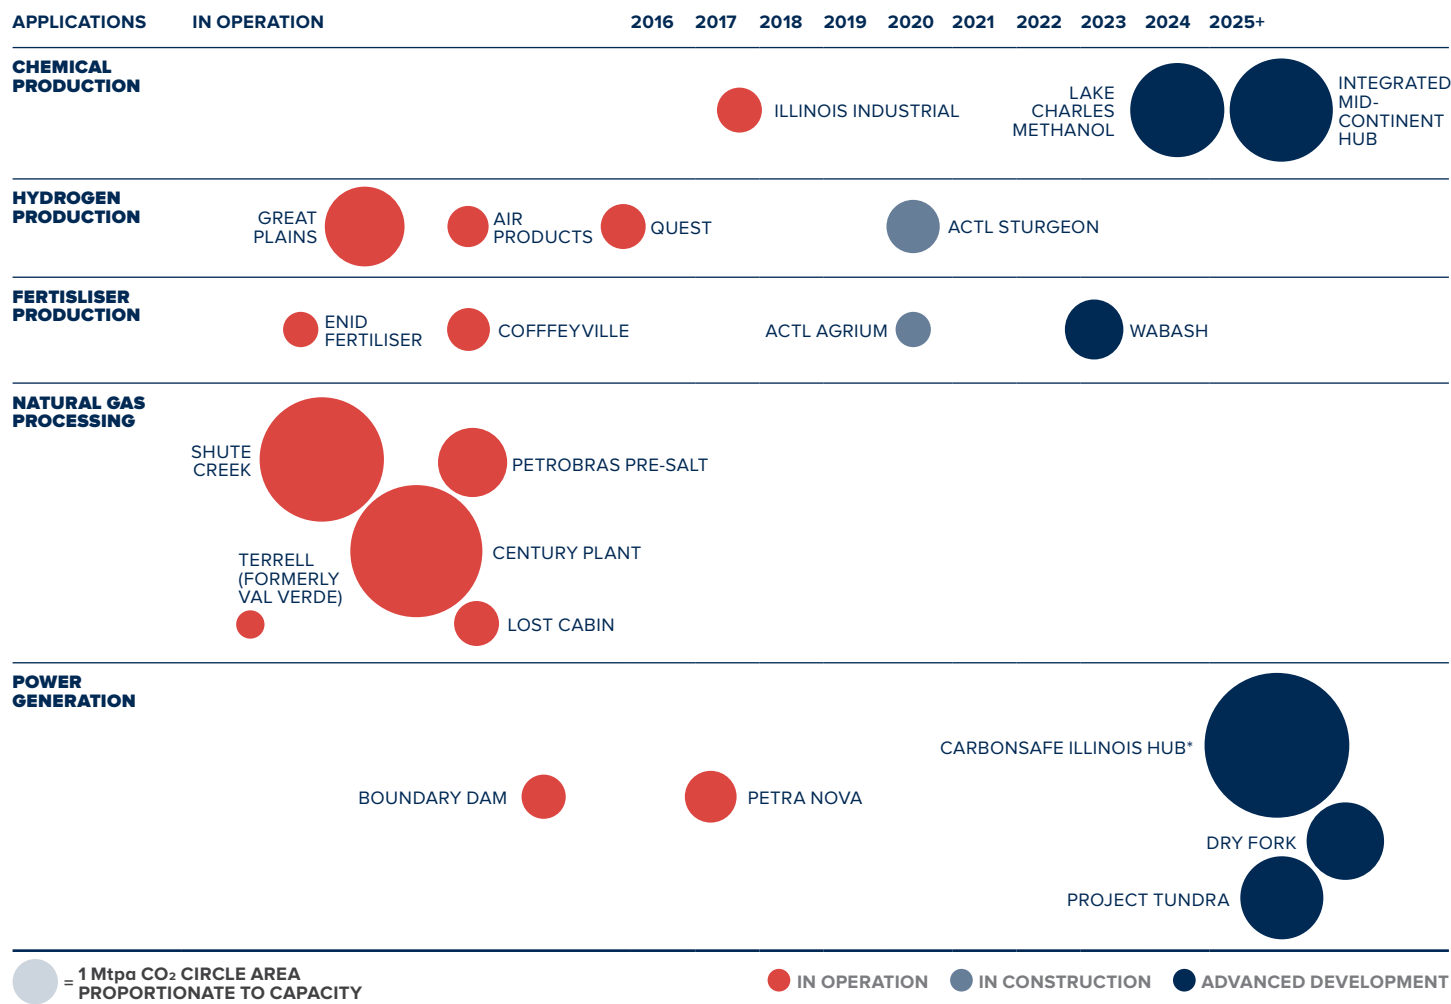 APPLICATIONS IN OPERATION 2016 2017 2018 2019 2020 2021 2022 2023 2024 2025+
CHEMICAL
PRODUCTION
ILLINOIS INDUSTRIAL
LAKE
CHARLES
METHANOL
INTEGRATED
MID-
CONTINENT
HUB
HYDROGEN
PRODUCTION
GREAT
PLAINS
AIR
PRODUCTS
QUEST
ACTL STURGEON
FERTISLISER
PRODUCTION
ENID
FERTILISER
COFFFEYVILLE
ACTL AGRIUM
WABASH
NATURAL GAS
PROCESSING
SHUTE
CREEK
PETROBRAS PRE-SALT
CENTURY PLANT
TERRELL
(FORMERLY
VAL VERDE)
LOST CABIN
POWER
GENERATION
CARBONSAFE ILLINOIS HUB*
BOUNDARY DAM
PETRA NOVA
DRY FORK
PROJECT TUNDRA
= 1 Mtpa CO₂ CIRCLE AREA
PROPORTIONATE TO CAPACITY
IN OPERATION
IN CONSTRUCTION
ADVANCED DEVELOPMENT